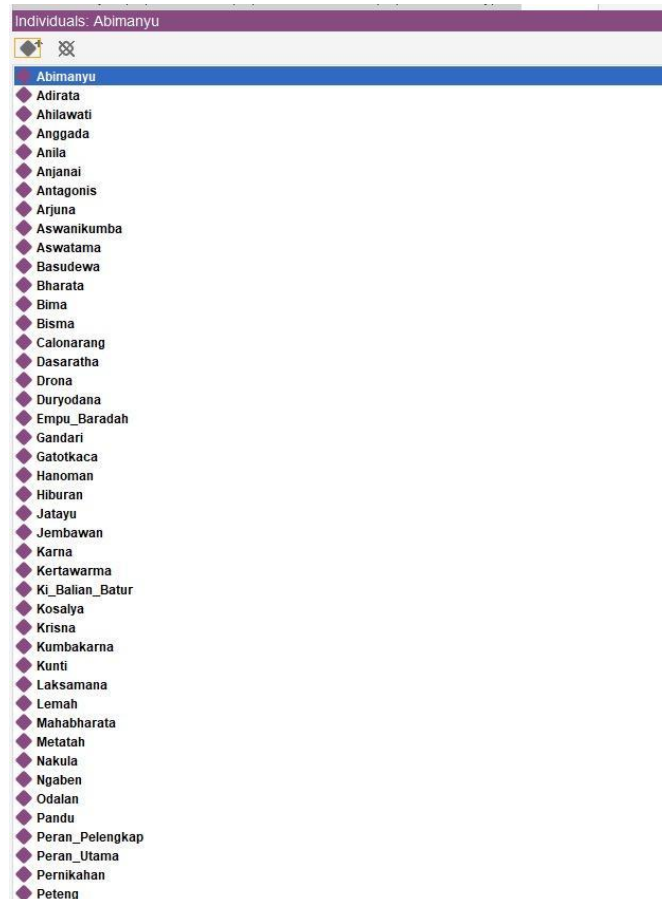 Individuals: Abimanyu
Abimanyu
Adirata
Ahilawati
Anggada
Anila
Anjanai
Antagonis
Arjuna
Aswanikumba
Aswatama
Basudewa
Bharata
Bima
Bisma
Calonarang
Dasaratha
Drona
Duryodana
Empu_Baradah
Gandari
Gatotkaca
Hanoman
Hiburan
Jatayu
Jembawan
Karna
Kertawarma
Ki_Balian_Batur
Kosalya
Krisna
Kumbakarna
Kunti
Laksamana
Lemah
Mahabharata
Metatah
Nakula
Ngaben
Odalan
Pandu
Peran_Pelengkap
Peran_Utama
Pernikahan
Peteng